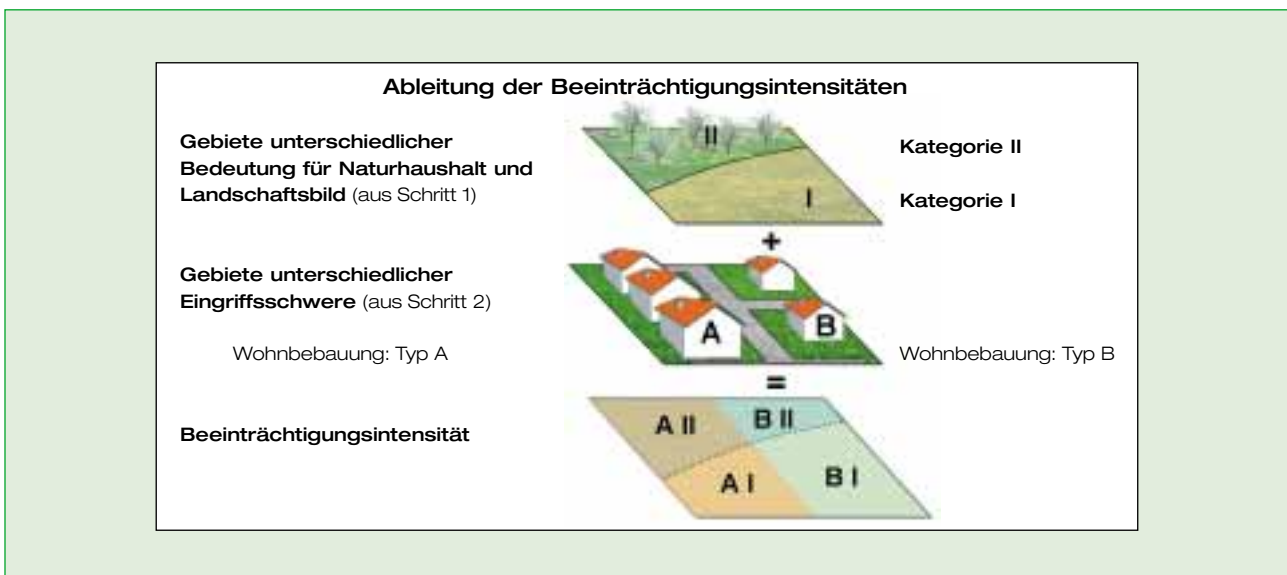 Ableitung der Beeinträchtigungsintensitäten
Gebiete unterschiedlicher
Bedeutung für Naturhaushalt und
Landschaftsbild (aus Schritt 1)
II
I
Kategorie II
Kategorie I
+
Gebiete unterschiedlicher
Eingriffsschwere (aus Schritt 2)
A
B
Wohnbebauung: Typ A
Wohnbebauung: Typ B
=
Beeinträchtigungsintensität
A II
B II
A I
B I